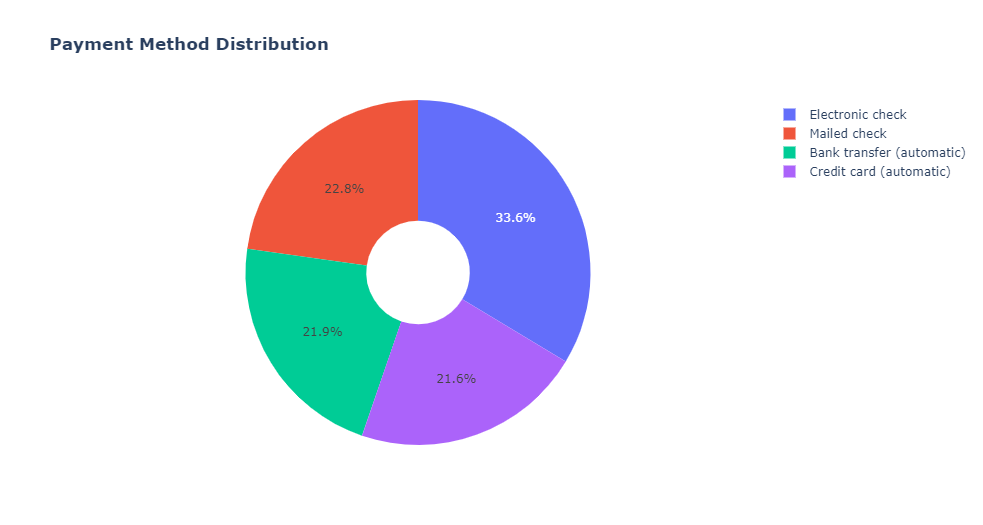 Payment Method Distribution
Electronic check
Mailed check
Bank transfer (automatic)
Credit card (automatic)
22.8%
33.6%
21.9%
21.6%